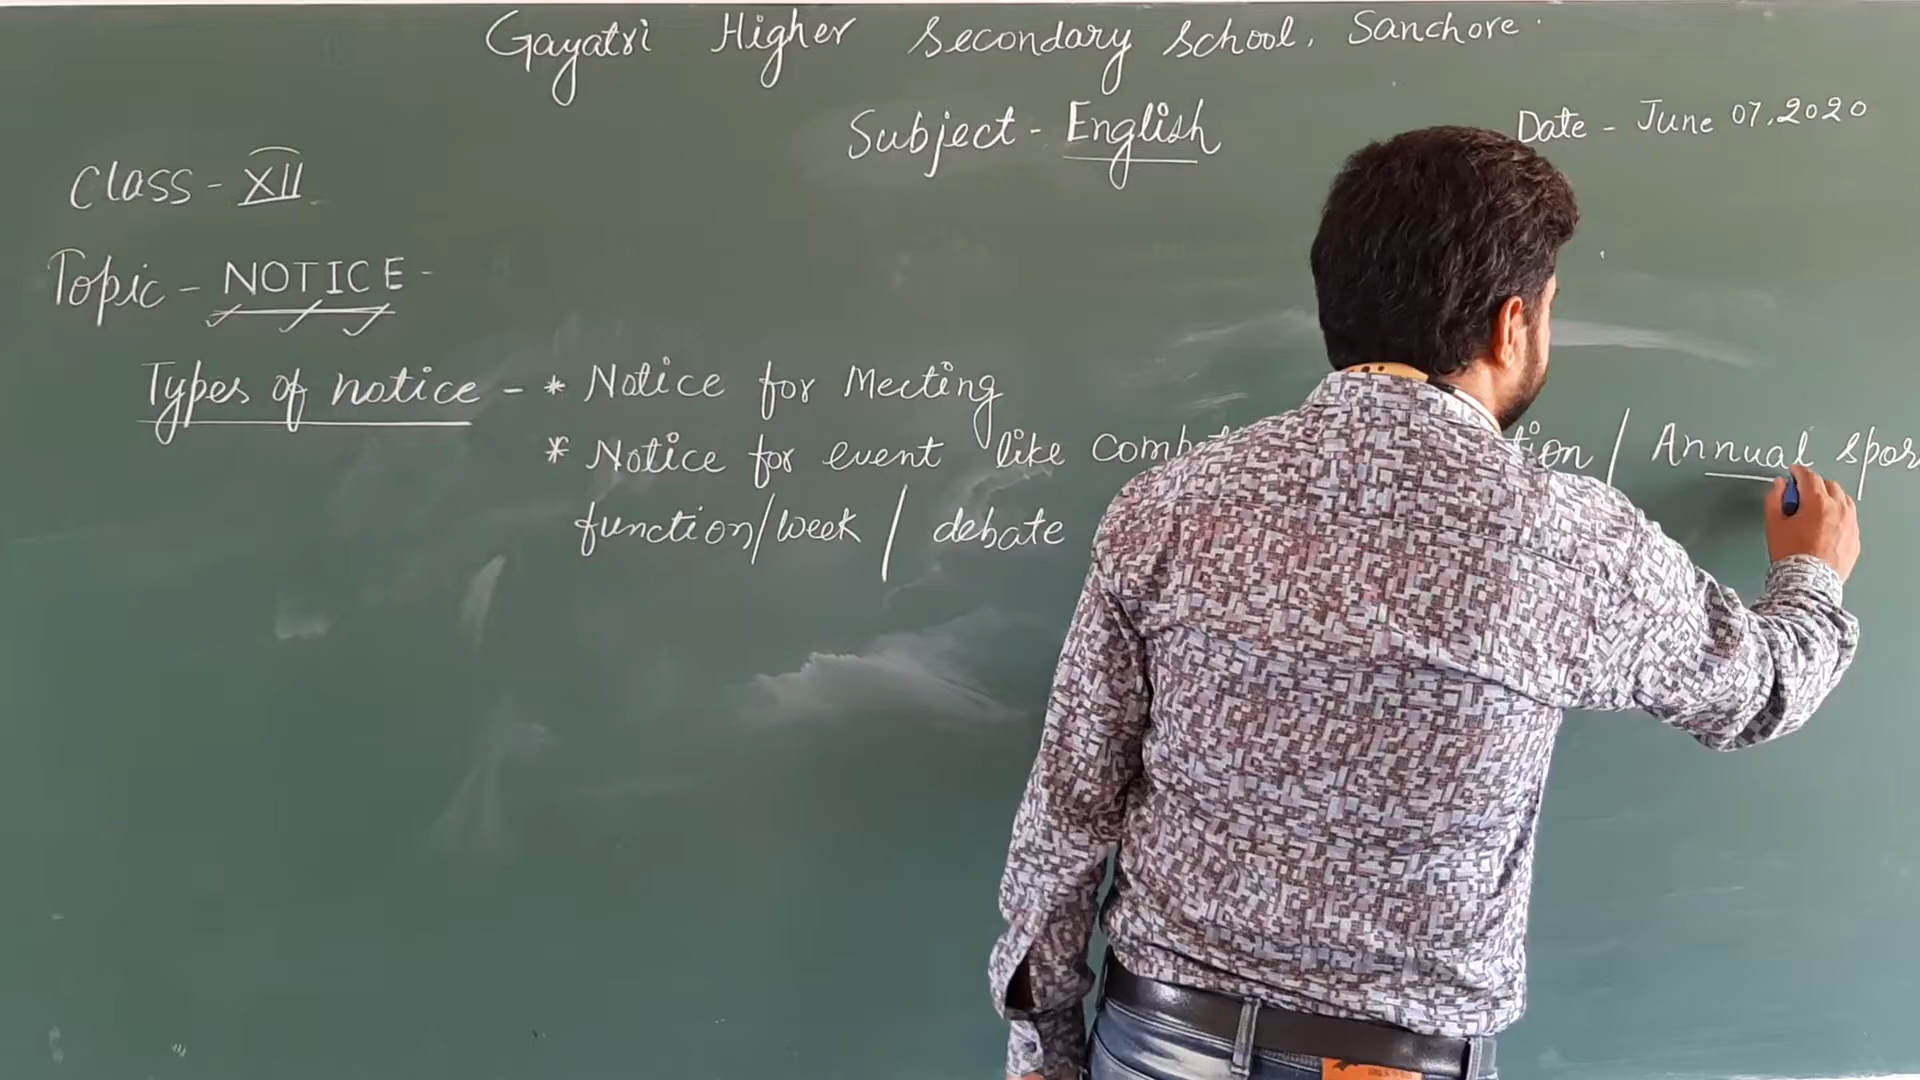 Gayatri Higher Secondary School, Sanchore.
Subject - English
Date - June 07, 2020
Class - XII
Topic - NOTICE -
Types of notice - * Notice for Meeting
* Notice for event like / Annual
function/week / debate